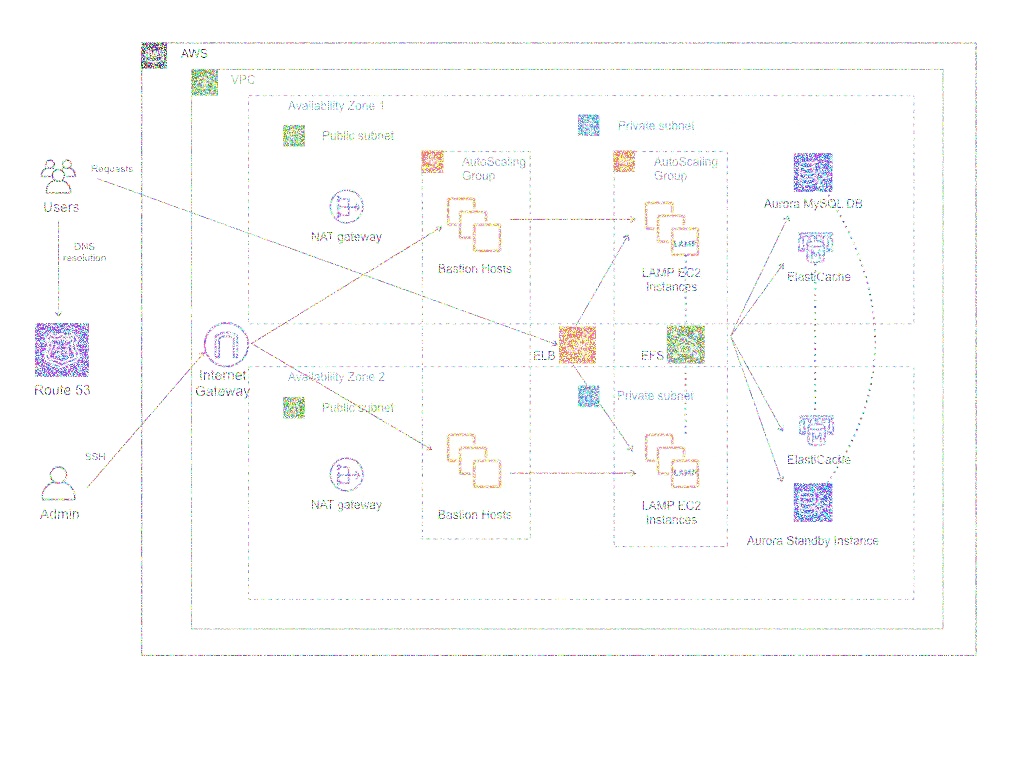 AWS
VPC
Availability Zone 1
Public subnet
Private subnet
AutoScaling
Group
AutoScaling
Group
Requests
Users
DNS
resolution
NAT gateway
Bastion Hosts
LAMP
LAMP EC2
Instances
Aurora MySQL DB
ElastiCache
Route 53
Internet
Gateway
ELB
EFS
Availability Zone 2
Public subnet
Private subnet
SSH
Admin
NAT gateway
Bastion Hosts
LAMP
LAMP EC2
Instances
ElastiCache
Aurora Standby Instance